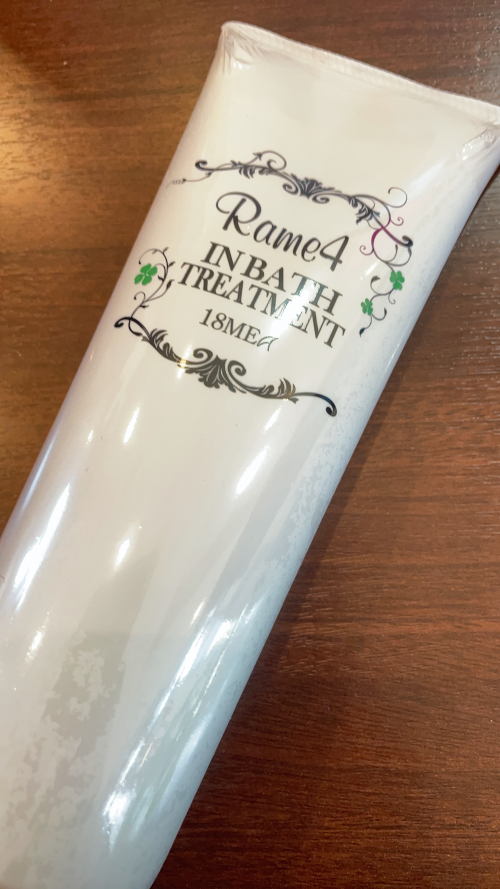 Rame4
IN BATH
TREATMENT
18MEa